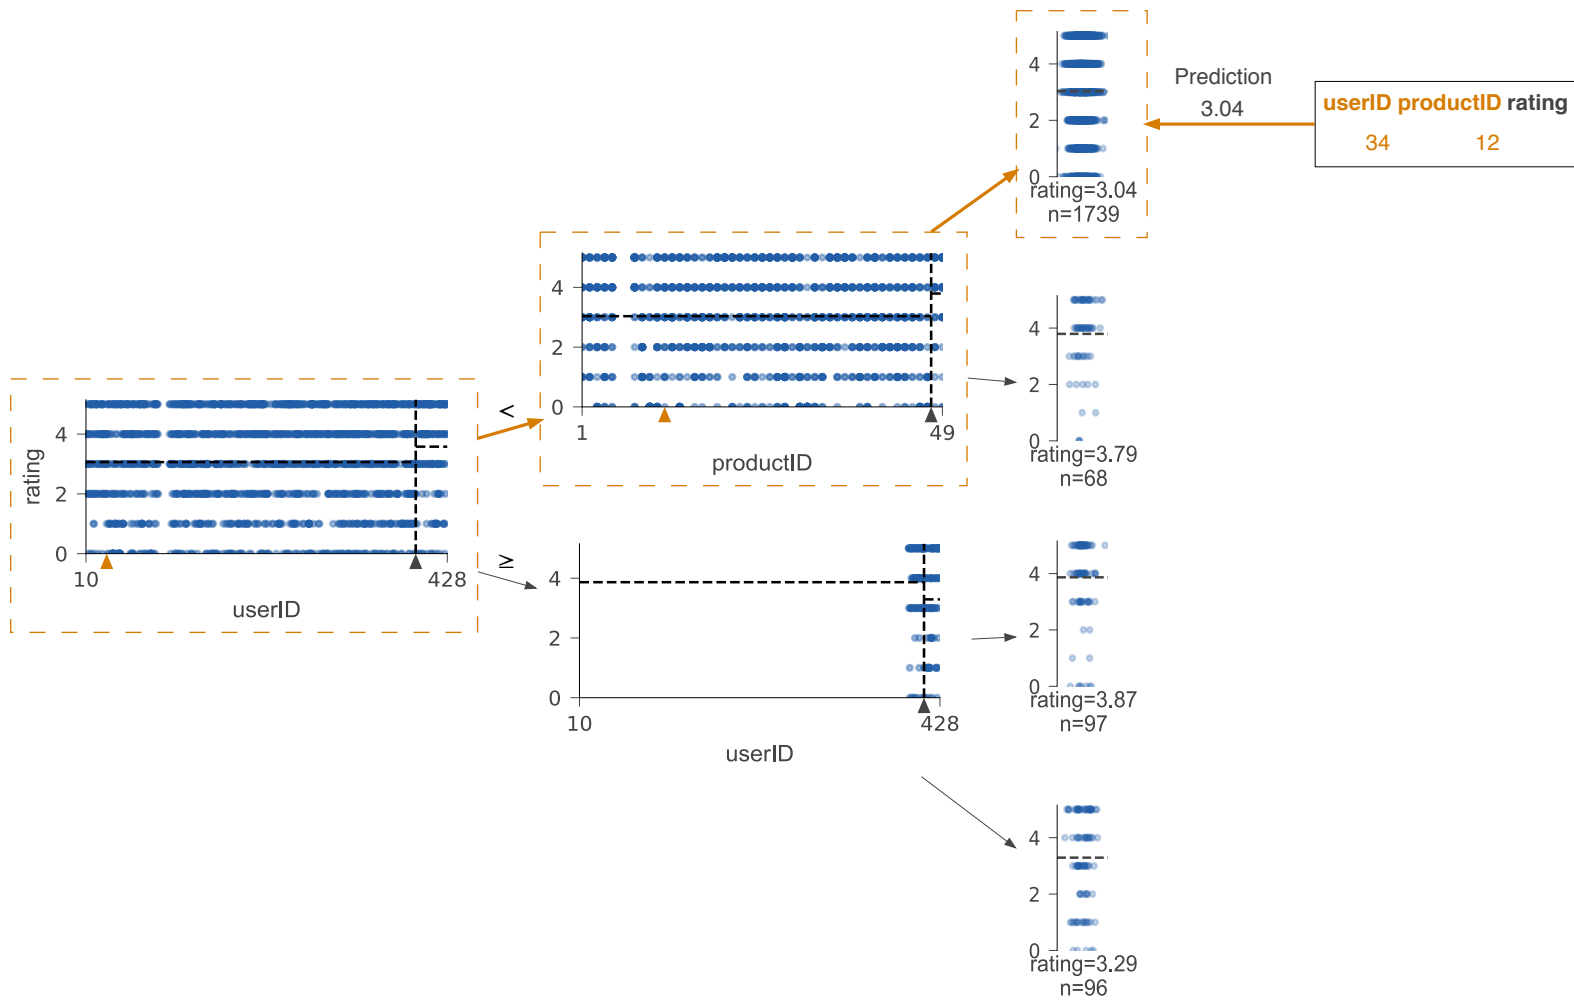 4
2
0
rating=3.04
n=1739
Prediction
3.04
userID productID rating
34 12
4
2
0
1 49
productID
<
4
2
0
rating=3.79
n=68
rating
4
2
0
10 428
userID
≥
4
2
0
10 428
userID
4
2
0
rating=3.87
n=97
4
2
0
rating=3.29
n=96